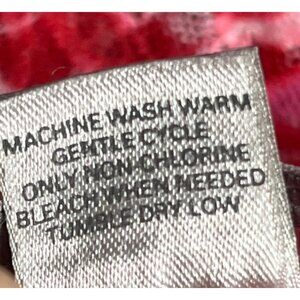 MACHINE WASH WARM
GENTLE CYCLE
ONLY NON-CHLORINE
BLEACH WHEN NEEDED
TUMBLE DRY LOW